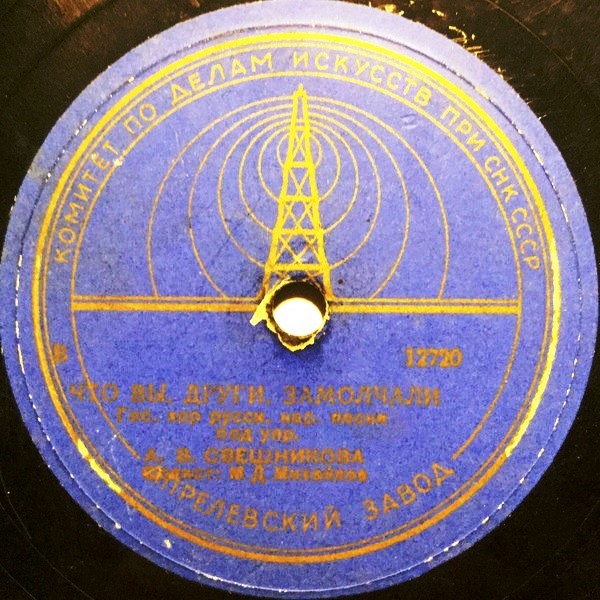 КОМИТЕТ ПО ДЕЛАМ ИСКУССТВ ПРИ СНК СССР
В 12720
ЧТО ВЫ, ДРУГИ, ЗАМОЛЧАЛИ
Гос. хор русск. нар. песни
под упр.
А. В. СВЕШНИКОВА
Солист: М. Д. Михайлов
АПРЕЛЕВСКИЙ ЗАВОД